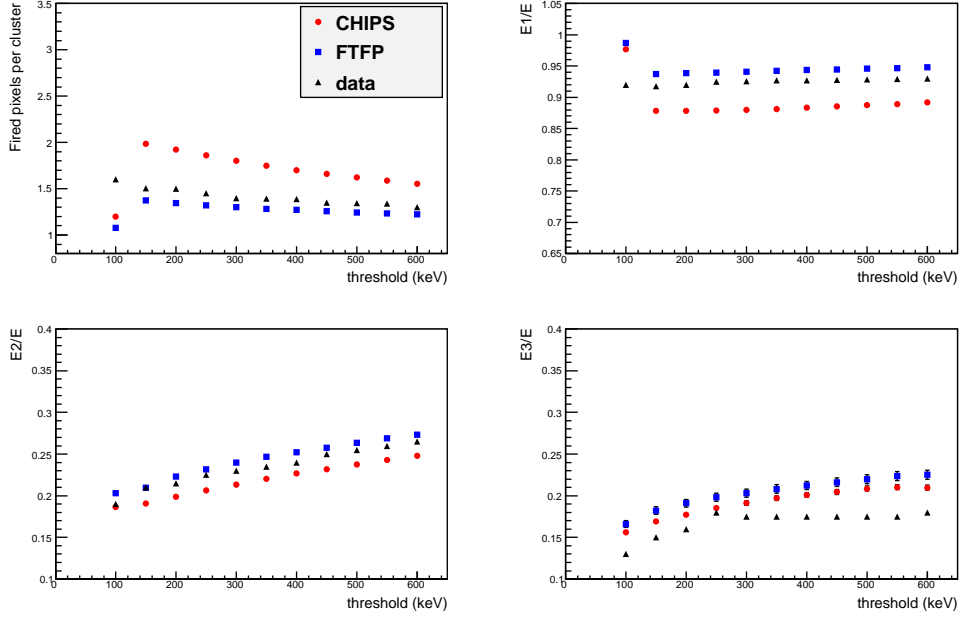 Fired pixels per cluster
3.5
3
2.5
2
1.5
1
0 100 200 300 400 500 600
threshold (keV)
CHIPS
FTFP
data
E1/E
1.05
1
0.95
0.9
0.85
0.8
0.75
0.7
0.65
0 100 200 300 400 500 600
threshold (keV)
E2/E
0.4
0.35
0.3
0.25
0.2
0.15
0.1
0 100 200 300 400 500 600
threshold (keV)
E3/E
0.4
0.35
0.3
0.25
0.2
0.15
0.1
0 100 200 300 400 500 600
threshold (keV)